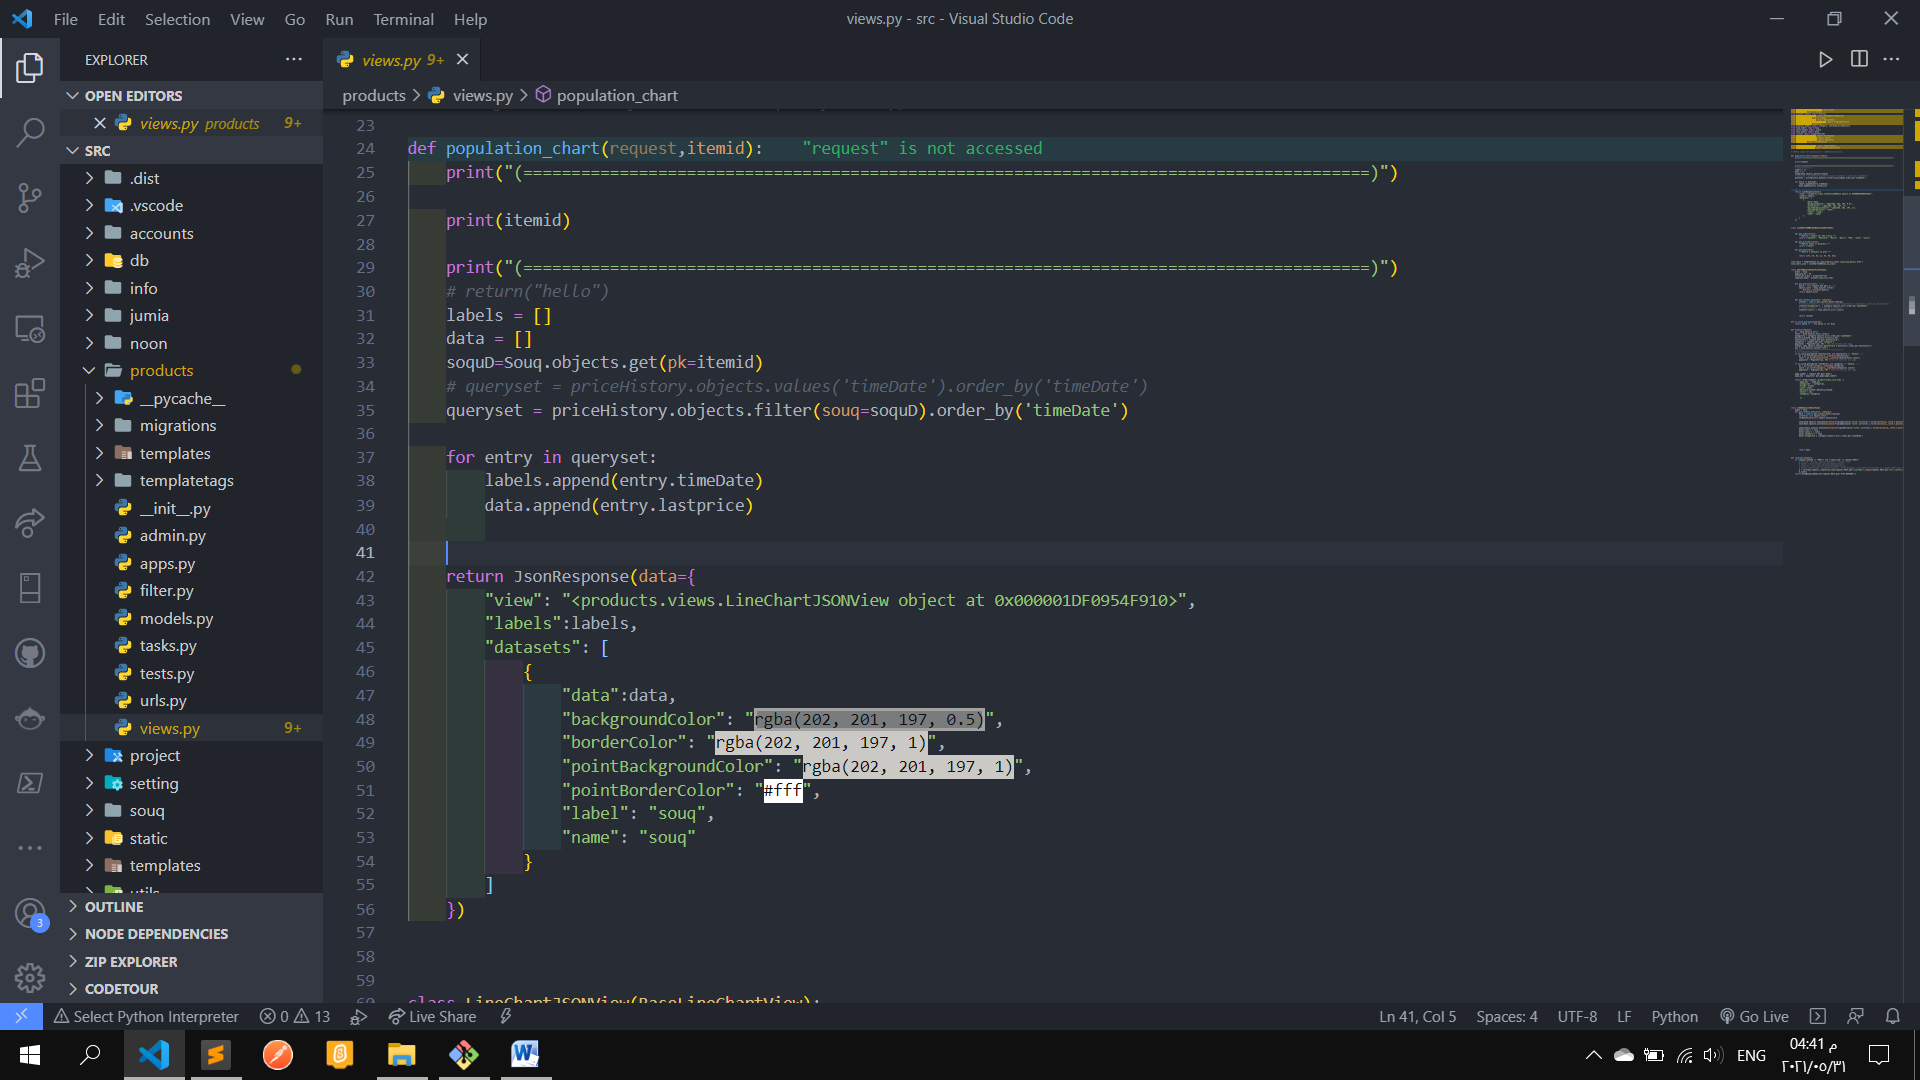 File Edit Selection View Go Run Terminal Help
views.py - src - Visual Studio Code
EXPLORER
views.py 9+
OPEN EDITORS
views.py products 9+
SRC
.dist
.vscode
accounts
db
info
jumia
noon
products
__pycache__
migrations
templates
templatetags
__init__.py
admin.py
apps.py
filter.py
models.py
tasks.py
tests.py
urls.py
views.py 9+
project
setting
souq
static
templates
utils
OUTLINE
NODE DEPENDENCIES
ZIP EXPLORER
CODETOUR
3
products > views.py > population_chart
23
24 def population_chart(request,itemid): "request" is not accessed
25 print("(========================================================================================)")
26
27 print(itemid)
28
29 print("(========================================================================================)")
30 # return("hello")
31 labels = []
32 data = []
33 soquD=Souq.objects.get(pk=itemid)
34 # queryset = priceHistory.objects.values('timeDate').order_by('timeDate')
35 queryset = priceHistory.objects.filter(souq=soquD).order_by('timeDate')
36
37 for entry in queryset:
38 labels.append(entry.timeDate)
39 data.append(entry.lastprice)
40
41
42 return JsonResponse(data={
43 "view": "<products.views.LineChartJSONView object at 0x000001DF0954F910>",
44 "labels":labels,
45 "datasets": [
46 {
47 "data":data,
48 "backgroundColor": "rgba(202, 201, 197, 0.5)",
49 "borderColor": "rgba(202, 201, 197, 1)",
50 "pointBackgroundColor": "rgba(202, 201, 197, 1)",
51 "pointBorderColor": "#fff",
52 "label": "souq",
53 "name": "souq"
54 }
55 ]
56 })
57
58
59
60 class LineChartJSONView(BaseLineChartView):
Select Python Interpreter 0 13 Live Share
Ln 41, Col 5 Spaces: 4 UTF-8 LF Python Go Live
ENG
04:41 م
٢٠٢١/٠٥/٣١